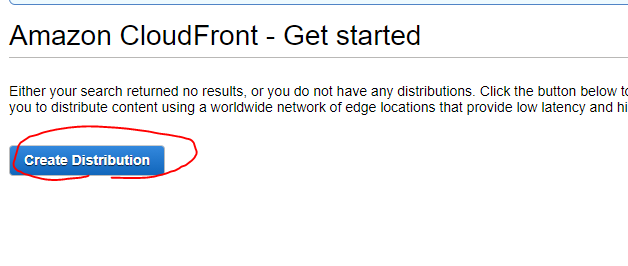 Amazon CloudFront - Get started
Either your search returned no results, or you do not have any distributions. Click the button below to
you to distribute content using a worldwide network of edge locations that provide low latency and hi
Create Distribution